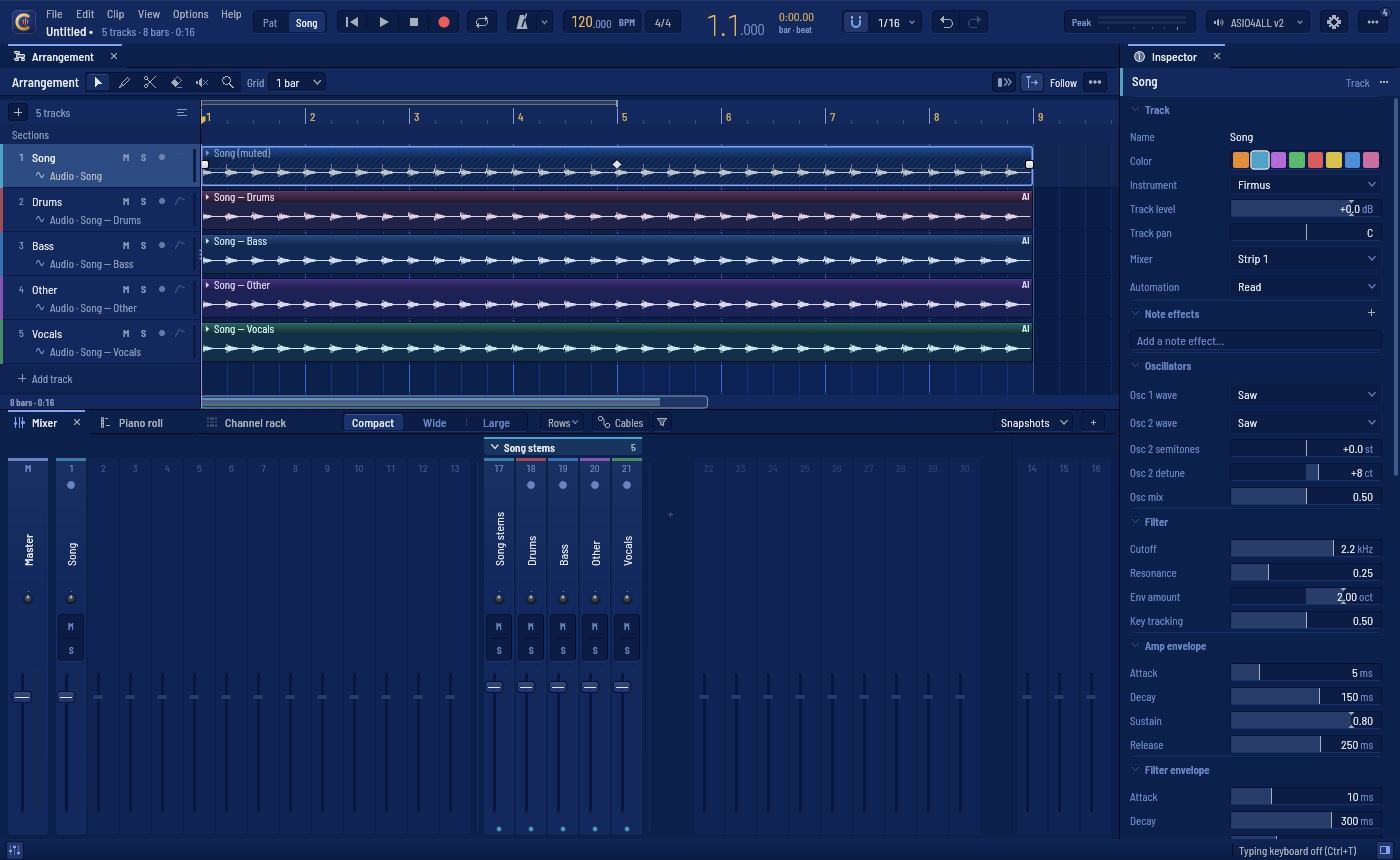 File Edit Clip View Options Help
Untitled • 5 tracks · 8 bars · 0:16
Pat Song
120.000 BPM 4/4
1.1.000
0:00.00
bar · beat
1/16
Peak
ASIO4ALL v2
4
Arrangement
Arrangement
Grid 1 bar
Follow
5 tracks
1 2 3 4 5 6 7 8 9
Sections
1 Song M S
Audio · Song
Song (muted)
2 Drums M S
Audio · Song – Drums
Song – Drums AI
3 Bass M S
Audio · Song – Bass
Song – Bass AI
4 Other M S
Audio · Song – Other
Song – Other AI
5 Vocals M S
Audio · Song – Vocals
Song – Vocals AI
Add track
8 bars · 0:16
Mixer
Piano roll
Channel rack
Compact Wide Large
Rows
Cables
Snapshots
+
Song stems 5
M 1 2 3 4 5 6 7 8 9 10 11 12 13 17 18 19 20 21 22 23 24 25 26 27 28 29 30 14 15 16
Master Song Song stems Drums Bass Other Vocals
M M M M M M
S S S S S S
Inspector
Song Track
Track
Name Song
Color
Instrument Firmus
Track level +0.0 dB
Track pan C
Mixer Strip 1
Automation Read
Note effects +
Add a note effect...
Oscillators
Osc 1 wave Saw
Osc 2 wave Saw
Osc 2 semitones +0.0 st
Osc 2 detune +8 ct
Osc mix 0.50
Filter
Cutoff 2.2 kHz
Resonance 0.25
Env amount 2.00 oct
Key tracking 0.50
Amp envelope
Attack 5 ms
Decay 150 ms
Sustain 0.80
Release 250 ms
Filter envelope
Attack 10 ms
Decay 300 ms
Typing keyboard off (Ctrl+T)